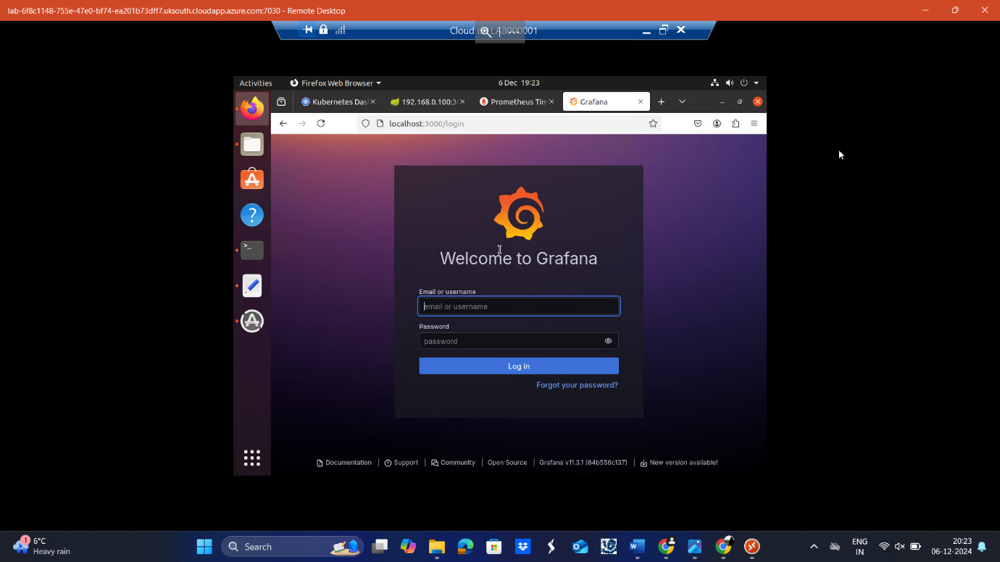 lab-6f8c1148-755e-47e0-bf74-ea201b73dff7.uksouth.cloudapp.azure.com:7030 - Remote Desktop
Cloud
LAB000001
Activities Firefox Web Browser 6 Dec 19:23
Kubernetes Das 192.168.0.100:3 Prometheus Tim Grafana
localhost:3000/login
Welcome to Grafana
Email or username
email or username
Password
password
Log in
Forgot your password?
Documentation Support Community Open Source Grafana v11.3.1 (64b556c137) New version available!
1
6°C
Heavy rain
Search
ENG
IN
20:23
06-12-2024